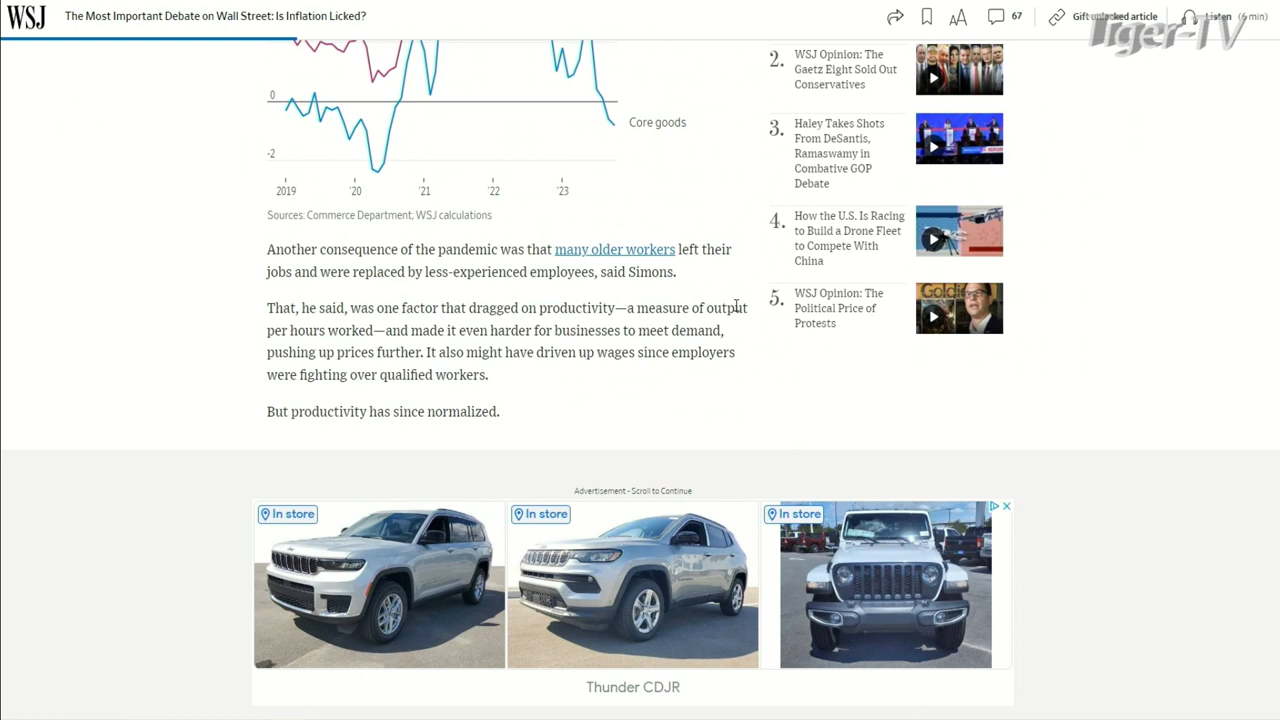 WSJ
The Most Important Debate on Wall Street: Is Inflation Licked?
67
Gift unlocked article
Listen (6 min)
Tiger-TV
0
-2
Core goods
2019
'20
'21
'22
'23
Sources: Commerce Department, WSJ calculations
Another consequence of the pandemic was that many older workers left their
jobs and were replaced by less-experienced employees, said Simons.
That, he said, was one factor that dragged on productivity—a measure of output
per hours worked—and made it even harder for businesses to meet demand,
pushing up prices further. It also might have driven up wages since employers
were fighting over qualified workers.
But productivity has since normalized.
2.
WSJ Opinion: The
Gaetz Eight Sold Out
Conservatives
3.
Haley Takes Shots
From DeSantis,
Ramaswamy in
Combative GOP
Debate
4.
How the U.S. Is Racing
to Build a Drone Fleet
to Compete With
China
5.
WSJ Opinion: The
Political Price of
Protests
Goldie
Advertisement - Scroll to Continue
In store
In store
In store
Jeep
Thunder CDJR